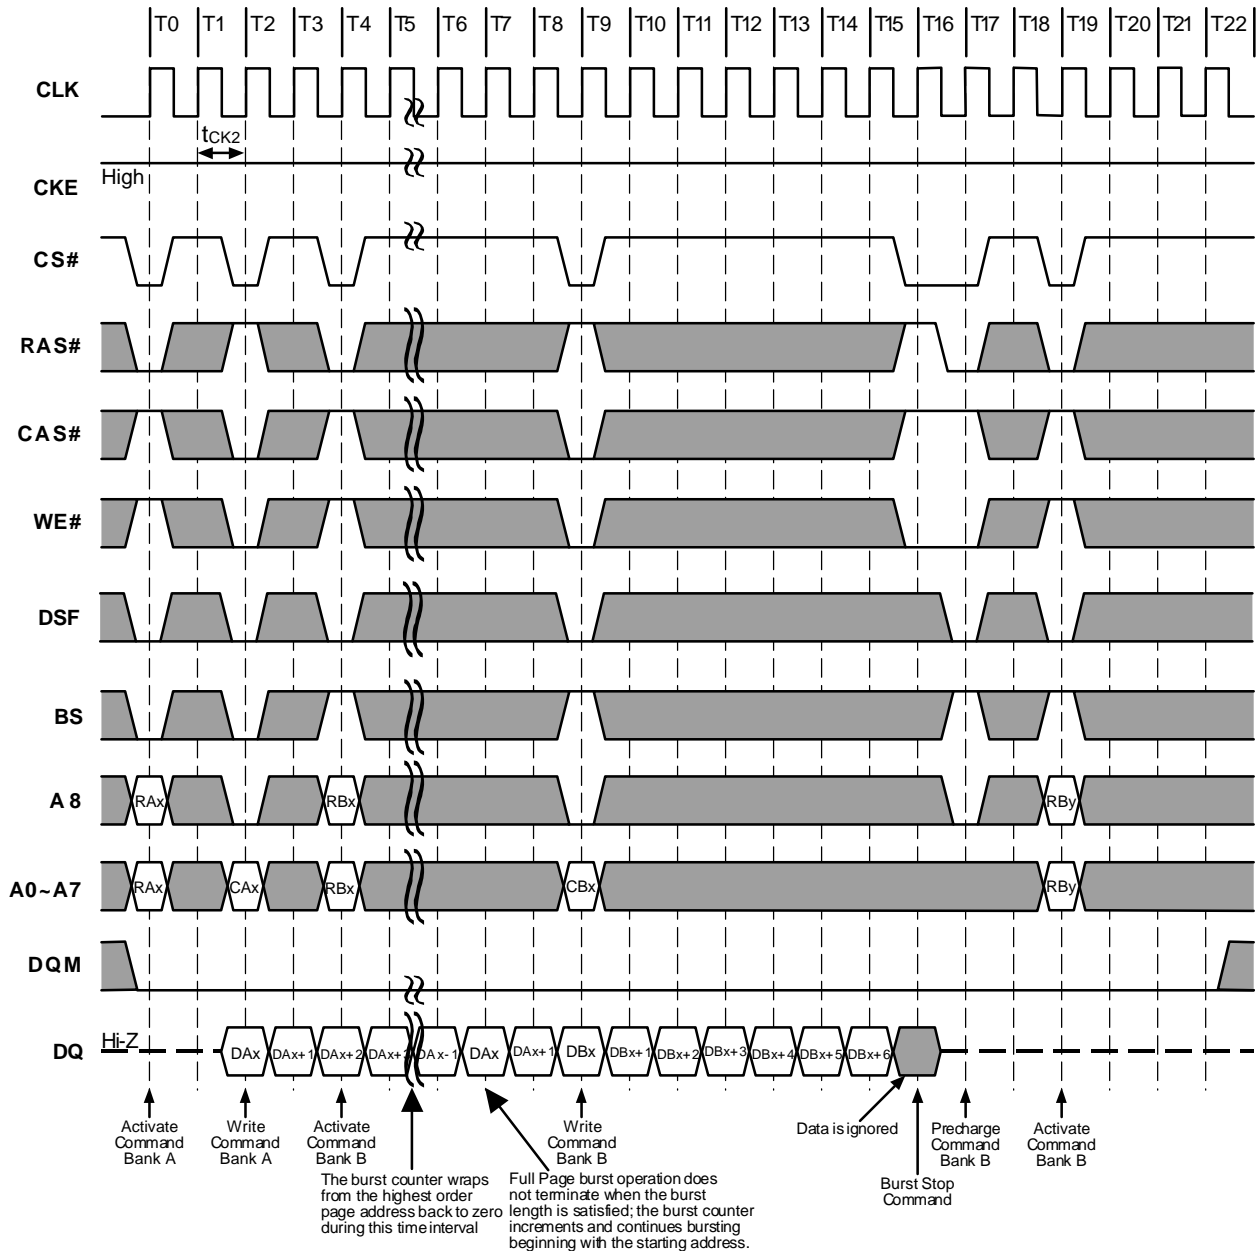 T0 T1 T2 T3 T4 T5 T6 T7 T8 T9 T10 T11 T12 T13 T14 T15 T16 T17 T18 T19 T20 T21 T22
CLK
tCK2
High
CKE
CS#
RAS#
CAS#
WE#
DSF
BS
A8 RAx RBx RBy
A0~A7 RAx CAx RBx CBx RBy
DQM
Hi-Z
DQ DAx DAx+1 DAx+2 DAx+3 DAx-1 DAx DAx+1 DBx DBx+1 DBx+2 DBx+3 DBx+4 DBx+5 DBx+6
Activate
Command
Bank A
Write
Command
Bank A
Activate
Command
Bank B
The burst counter wraps
from the highest order
page address back to zero
during this time interval
Full Page burst operation does
not terminate when the burst
length is satisfied; the burst counter
increments and continues bursting
beginning with the starting address.
Write
Command
Bank B
Data is ignored
Burst Stop
Command
Precharge
Command
Bank B
Activate
Command
Bank B